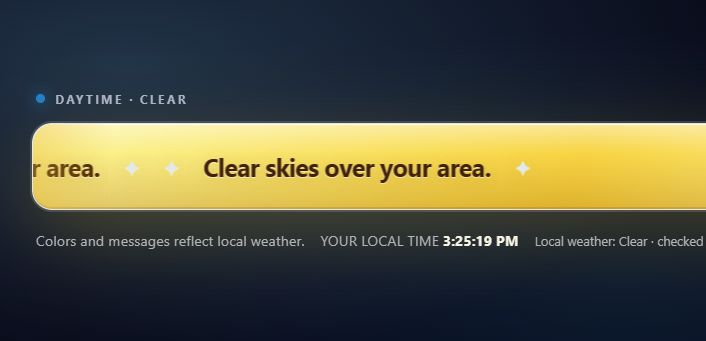 DAYTIME · CLEAR
r area. ✦ ✦ Clear skies over your area. ✦
Colors and messages reflect local weather. YOUR LOCAL TIME 3:25:19 PM Local weather: Clear · checked